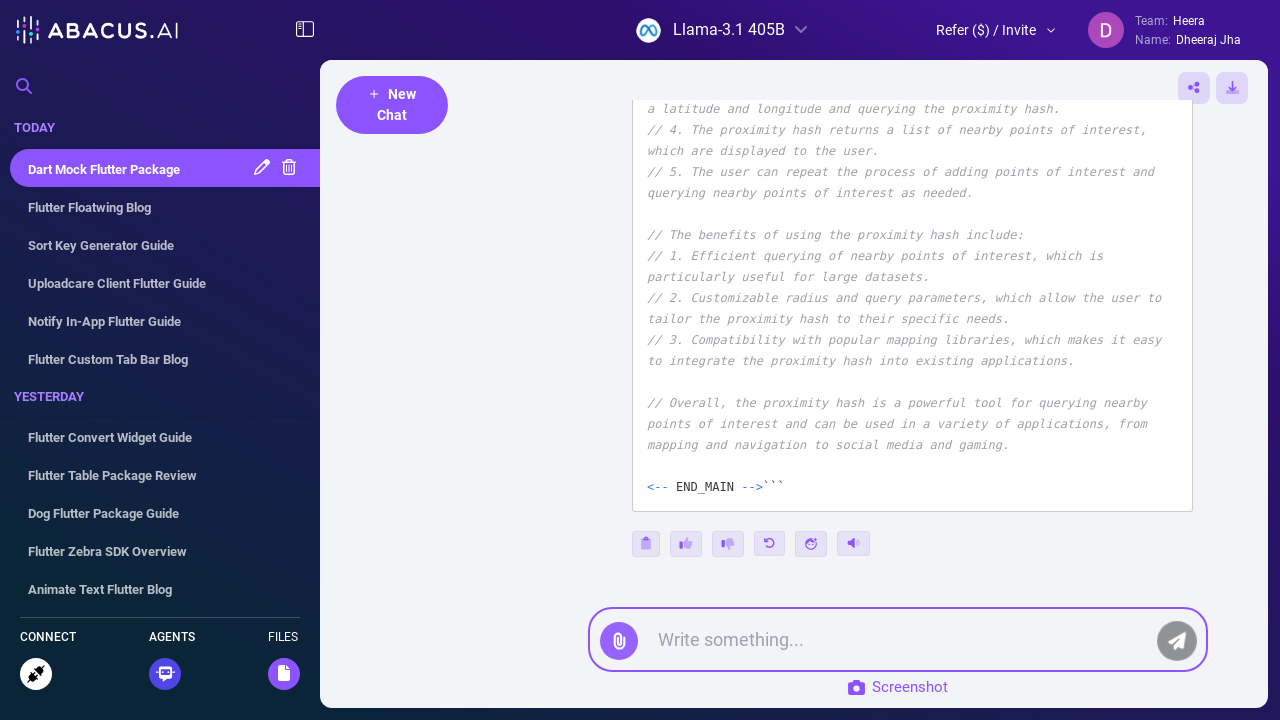 ABACUS.AI
Llama-3.1 405B
Refer ($) / Invite
D
Team: Heera
Name: Dheeraj Jha
TODAY
Dart Mock Flutter Package
Flutter Floatwing Blog
Sort Key Generator Guide
Uploadcare Client Flutter Guide
Notify In-App Flutter Guide
Flutter Custom Tab Bar Blog
YESTERDAY
Flutter Convert Widget Guide
Flutter Table Package Review
Dog Flutter Package Guide
Flutter Zebra SDK Overview
Animate Text Flutter Blog
CONNECT
AGENTS
FILES
+ New
Chat
a latitude and longitude and querying the proximity hash.
// 4. The proximity hash returns a list of nearby points of interest,
which are displayed to the user.
// 5. The user can repeat the process of adding points of interest and
querying nearby points of interest as needed.
// The benefits of using the proximity hash include:
// 1. Efficient querying of nearby points of interest, which is
particularly useful for large datasets.
// 2. Customizable radius and query parameters, which allow the user to
tailor the proximity hash to their specific needs.
// 3. Compatibility with popular mapping libraries, which makes it easy
to integrate the proximity hash into existing applications.
// Overall, the proximity hash is a powerful tool for querying nearby
points of interest and can be used in a variety of applications, from
mapping and navigation to social media and gaming.
<-- END_MAIN -->```
Write something...
Screenshot